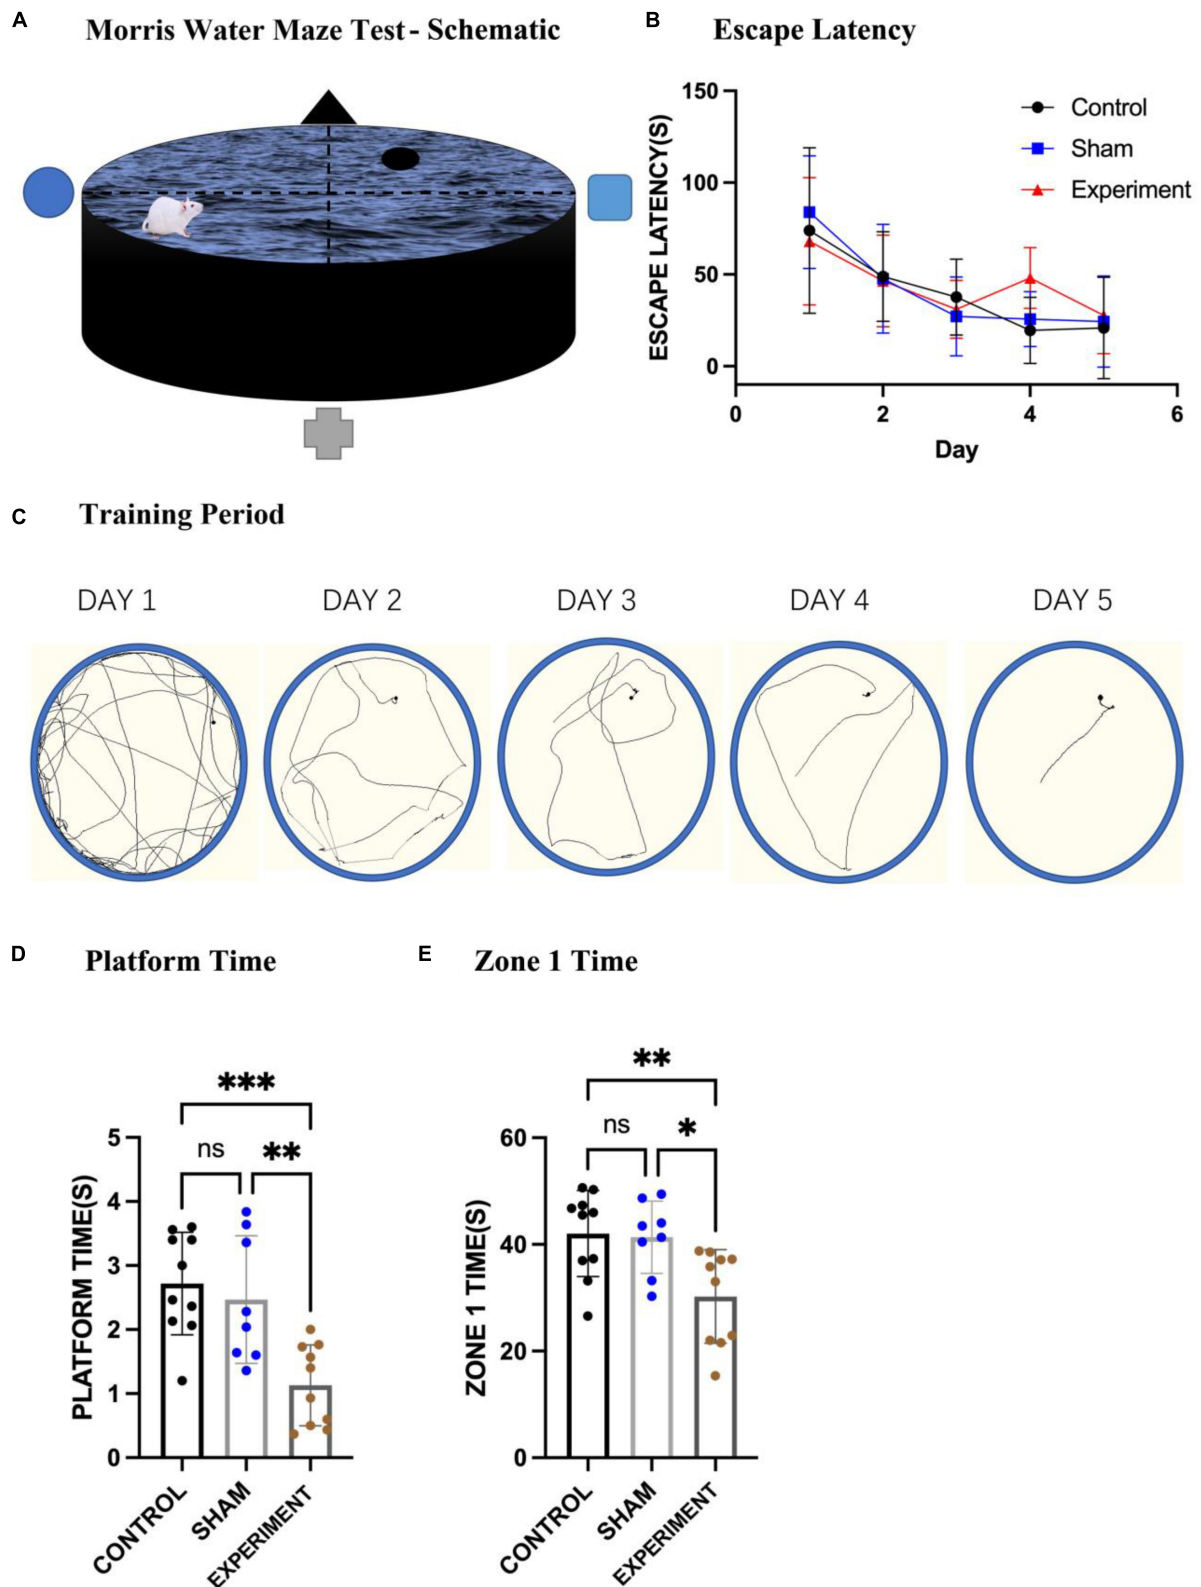 A
Morris Water Maze Test - Schematic
B
Escape Latency
ESCAPE LATENCY(S)
150
100
50
0
0
2
4
6
Day
Control
Sham
Experiment
C
Training Period
DAY 1
DAY 2
DAY 3
DAY 4
DAY 5
D
Platform Time
PLATFORM TIME(S)
***
ns
**
5
4
3
2
1
0
CONTROL
SHAM
EXPERIMENT
E
Zone 1 Time
ZONE 1 TIME(S)
**
ns
*
60
40
20
0
CONTROL
SHAM
EXPERIMENT